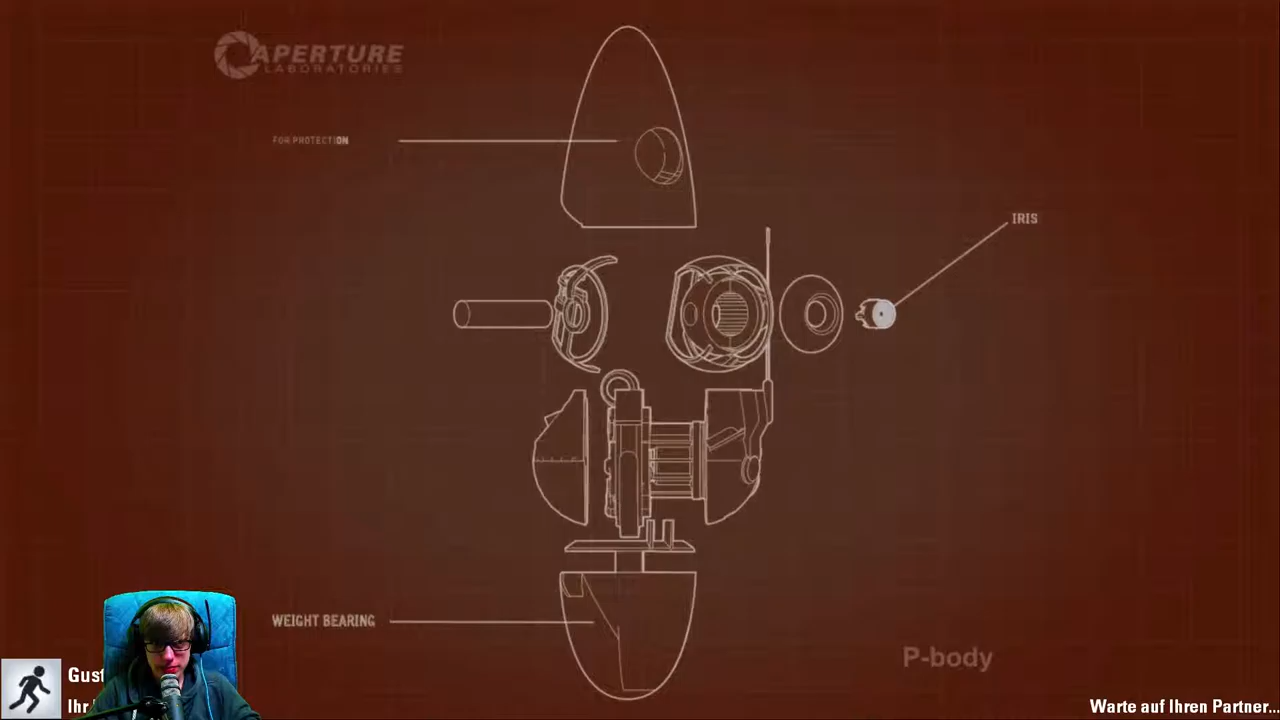 APERTURE
LABORATORIES
FOR PROTECTION
IRIS
WEIGHT BEARING
P-body
Gust
Ihr
Warte auf Ihren Partner...